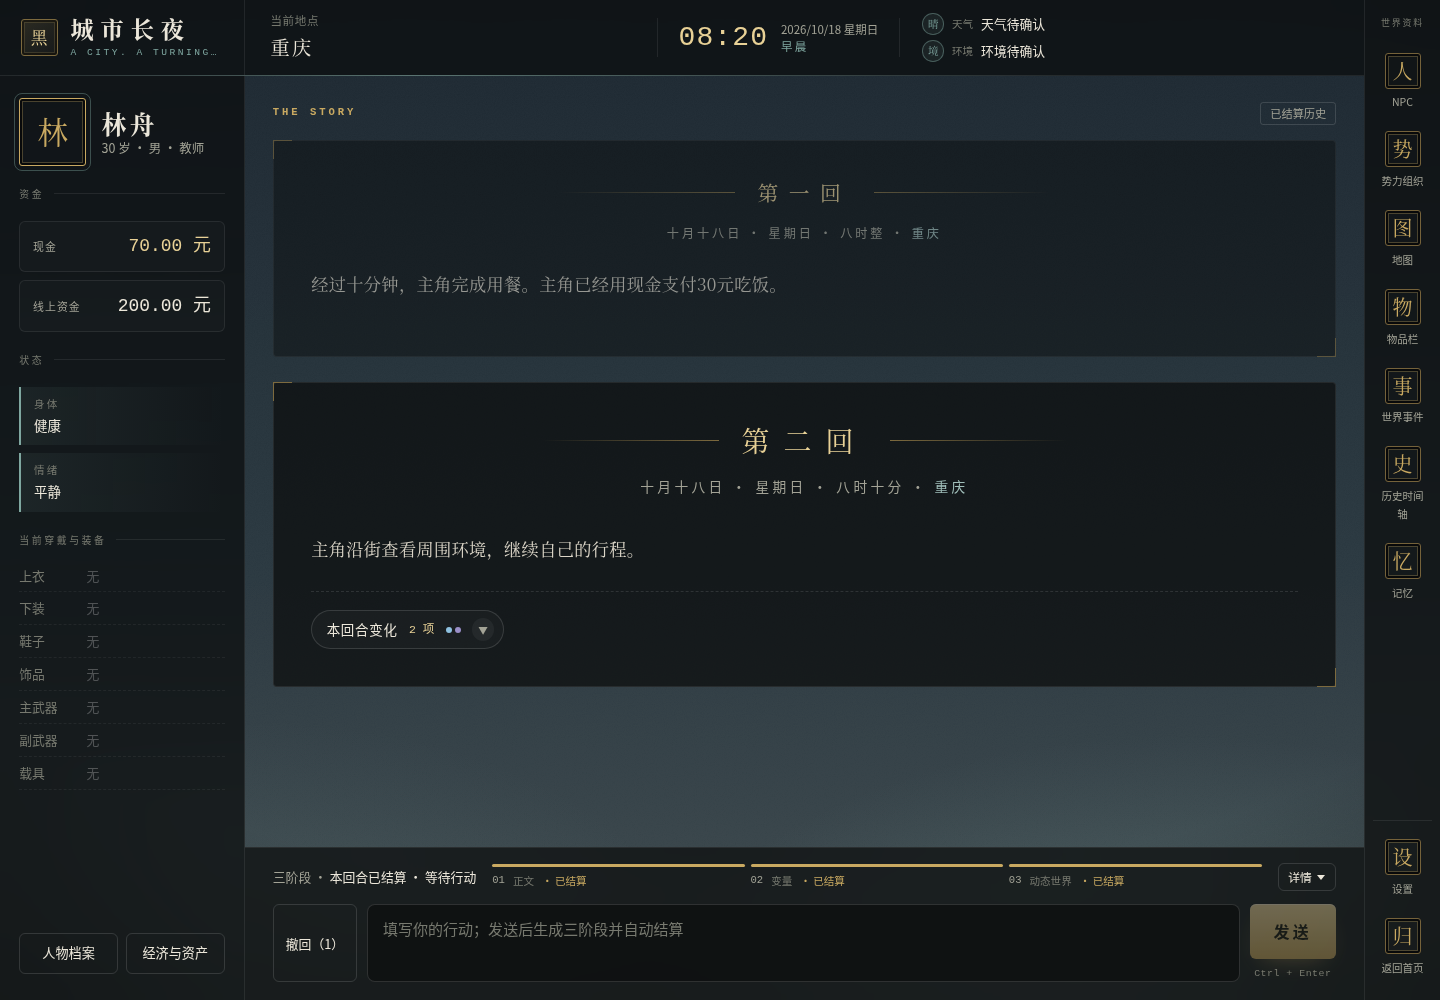 黑
城市长夜
A CITY. A TURNING…
当前地点
重庆
08:20
2026/10/18 星期日
早晨
晴 天气 天气待确认
境 环境 环境待确认
世界资料
林
林舟
30 岁 • 男 • 教师
资金
现金 70.00 元
线上资金 200.00 元
状态
身体
健康
情绪
平静
当前穿戴与装备
上衣 无
下装 无
鞋子 无
饰品 无
主武器 无
副武器 无
载具 无
人物档案
经济与资产
THE STORY
已结算历史
第一回
十月十八日 • 星期日 • 八时整 • 重庆
经过十分钟，主角完成用餐。主角已经用现金支付30元吃饭。
第二回
十月十八日 • 星期日 • 八时十分 • 重庆
主角沿街查看周围环境，继续自己的行程。
本回合变化 2 项 ▼
三阶段 • 本回合已结算 • 等待行动
01 正文 • 已结算
02 变量 • 已结算
03 动态世界 • 已结算
详情
撤回（1）
填写你的行动；发送后生成三阶段并自动结算
发送
Ctrl + Enter
人
NPC
势
势力组织
图
地图
物
物品栏
事
世界事件
史
历史时间
轴
忆
记忆
设
设置
归
返回首页